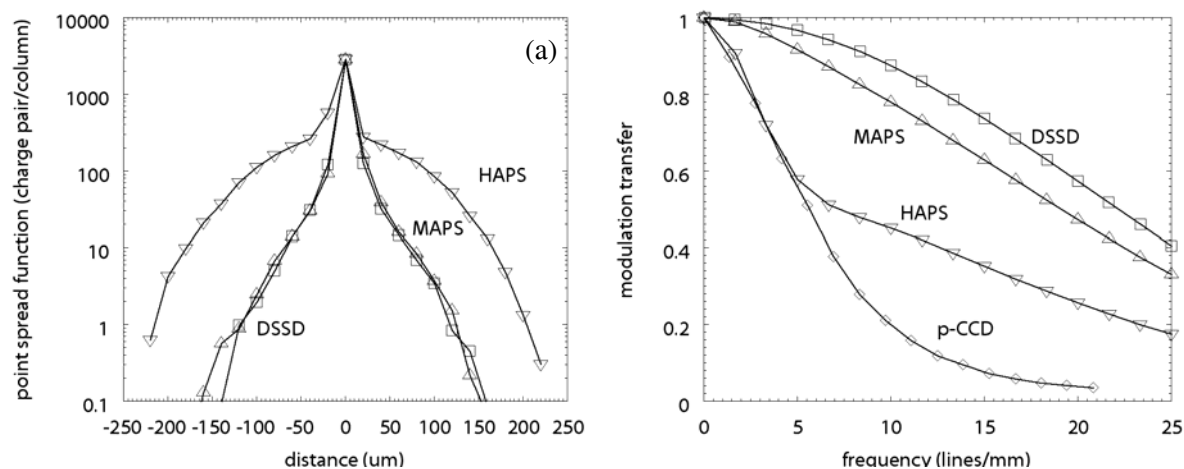 point spread function (charge pair/column)
10000
1000
100
10
1
0.1
(a)
HAPS
MAPS
DSSD
-250 -200 -150 -100 -50 0 50 100 150 200 250
distance (um)
modulation transfer
1
0.8
0.6
0.4
0.2
0
DSSD
MAPS
HAPS
p-CCD
0 5 10 15 20 25
frequency (lines/mm)